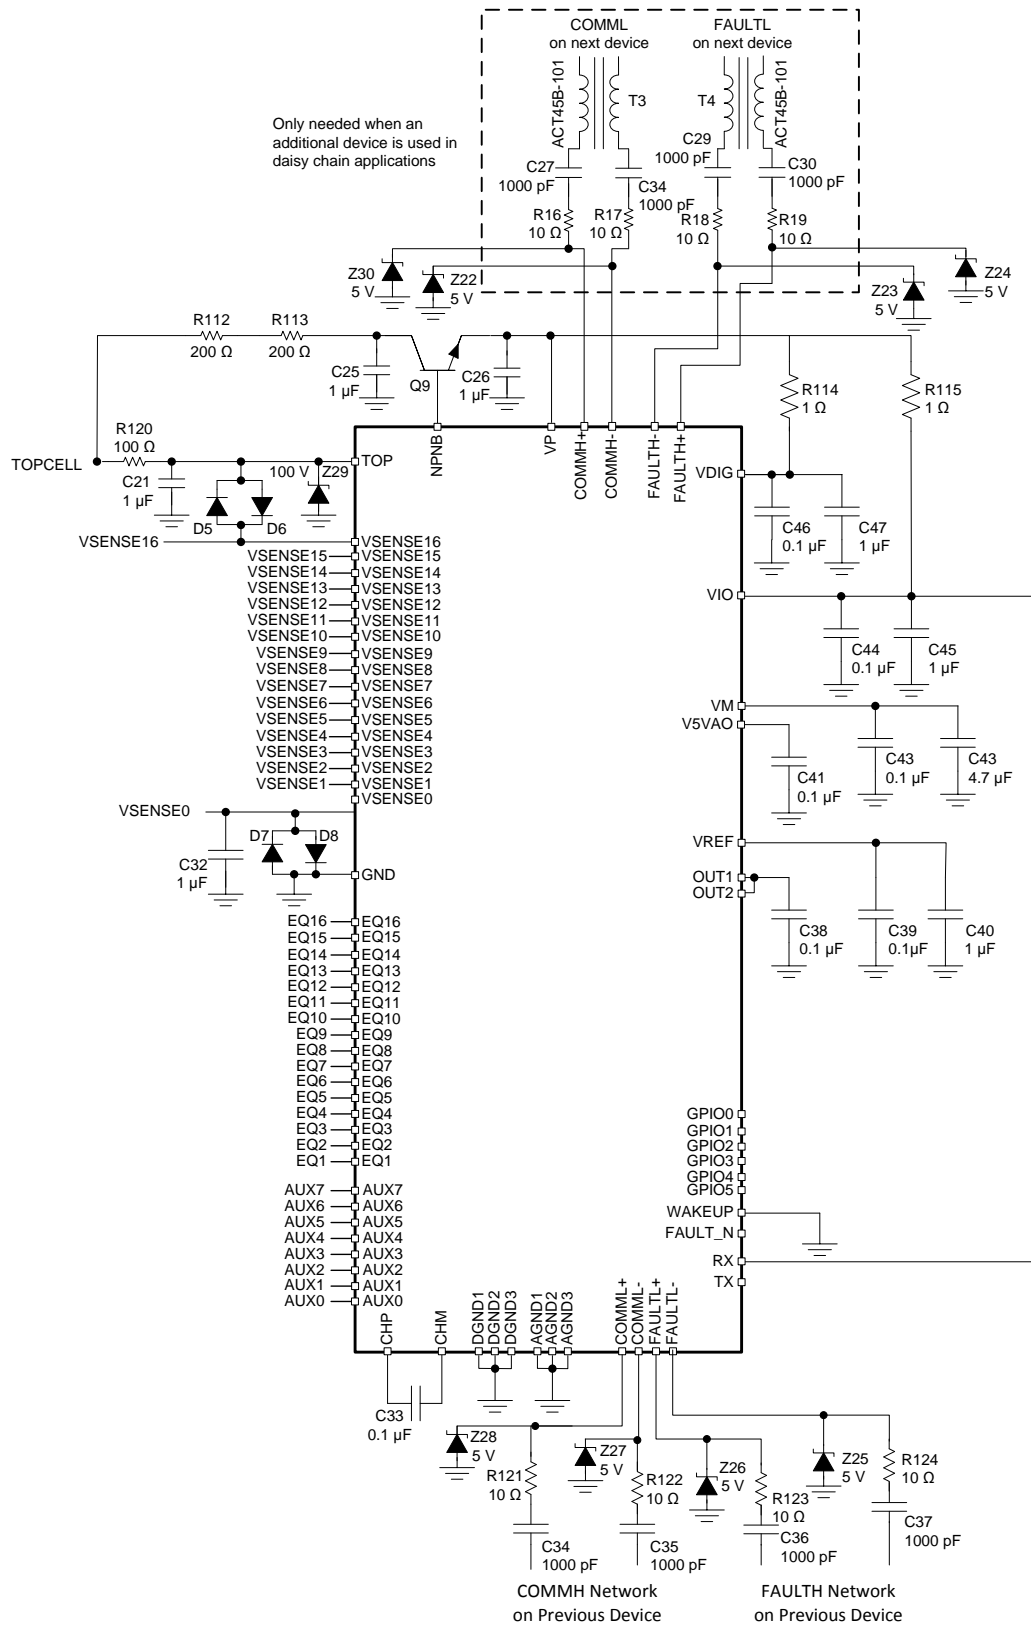 COMML
on next device
FAULTL
on next device
ACT45B-101
T3
T4
ACT45B-101
Only needed when an
additional device is used in
daisy chain applications
C27
1000 pF
C34
1000 pF
C29
1000 pF
C30
1000 pF
R16
10 Ω
R17
10 Ω
R18
10 Ω
R19
10 Ω
Z30
5 V
Z22
5 V
Z23
5 V
Z24
5 V
R112
200 Ω
R113
200 Ω
C25
1 µF
Q9
C26
1 µF
R114
1 Ω
R115
1 Ω
TOPCELL
R120
100 Ω
C21
1 µF
D5
D6
100 V
Z29
TOP
NPNB
VP
COMMH+
COMMH-
FAULTH-
FAULTH+
VDIG
C46
0.1 µF
C47
1 µF
VSENSE16
VSENSE16
VSENSE15
VSENSE15
VSENSE14
VSENSE14
VSENSE13
VSENSE13
VSENSE12
VSENSE12
VSENSE11
VSENSE11
VSENSE10
VSENSE10
VSENSE9
VSENSE9
VSENSE8
VSENSE8
VSENSE7
VSENSE7
VSENSE6
VSENSE6
VSENSE5
VSENSE5
VSENSE4
VSENSE4
VSENSE3
VSENSE3
VSENSE2
VSENSE2
VSENSE1
VSENSE1
VSENSE0
VSENSE0
VIO
C44
0.1 µF
C45
1 µF
VM
V5VAO
C41
0.1 µF
C43
0.1 µF
C43
4.7 µF
C32
1 µF
D7
D8
GND
VREF
OUT1
OUT2
C38
0.1 µF
C39
0.1µF
C40
1 µF
EQ16
EQ16
EQ15
EQ15
EQ14
EQ14
EQ13
EQ13
EQ12
EQ12
EQ11
EQ11
EQ10
EQ10
EQ9
EQ9
EQ8
EQ8
EQ7
EQ7
EQ6
EQ6
EQ5
EQ5
EQ4
EQ4
EQ3
EQ3
EQ2
EQ2
EQ1
EQ1
GPIO0
GPIO1
GPIO2
GPIO3
GPIO4
GPIO5
WAKEUP
FAULT_N
RX
TX
AUX7
AUX7
AUX6
AUX6
AUX5
AUX5
AUX4
AUX4
AUX3
AUX3
AUX2
AUX2
AUX1
AUX1
AUX0
AUX0
CHP
CHM
DGND1
DGND2
DGND3
AGND1
AGND2
AGND3
COMML+
COMML-
FAULTL+
FAULTL-
C33
0.1 µF
Z28
5 V
Z27
5 V
Z26
5 V
Z25
5 V
R121
10 Ω
R122
10 Ω
R123
10 Ω
R124
10 Ω
C34
1000 pF
C35
1000 pF
C36
1000 pF
C37
1000 pF
COMMH Network
on Previous Device
FAULTH Network
on Previous Device